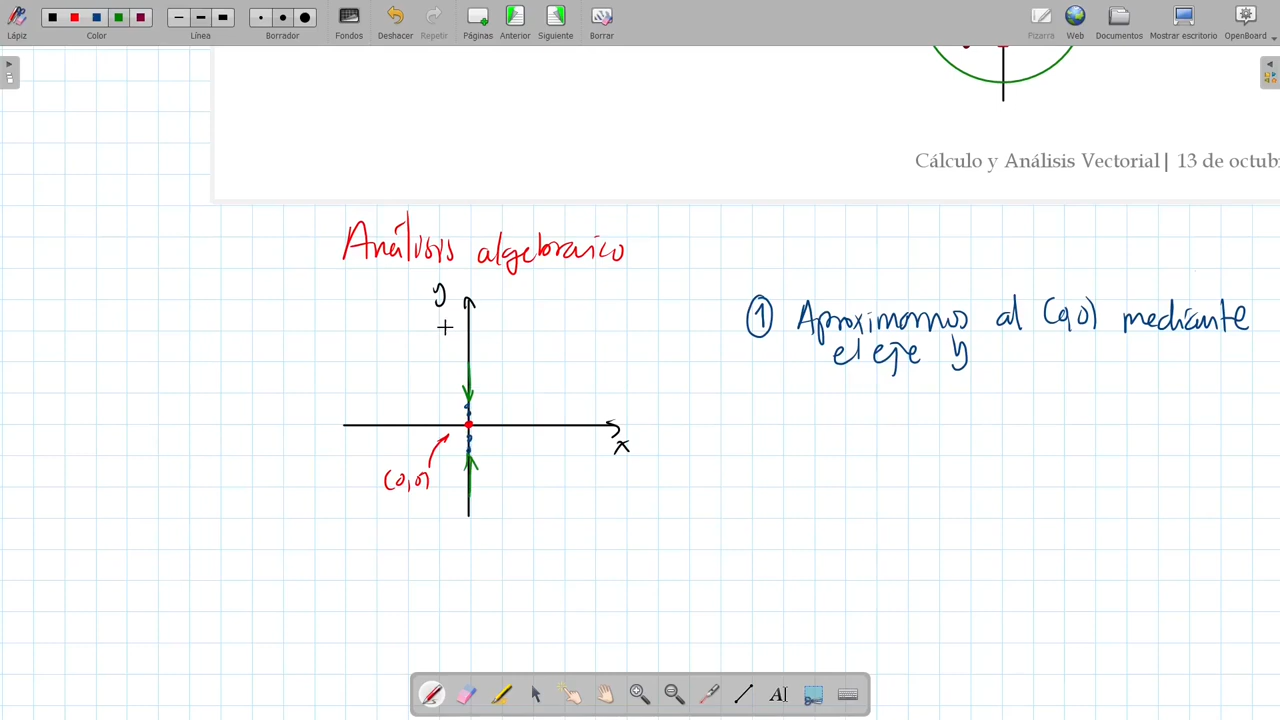 Lápiz
Color
Línea
Borrador
Fondos
Deshacer
Repetir
Páginas
Anterior
Siguiente
Borrar
Pizarra
Web
Documentos
Mostrar escritorio
OpenBoard
Cálculo y Análisis Vectorial| 13 de octub
Análisis algebraico
y
① Aproximamos al (0,0) mediante
el eje y
x
(0,0)
AI